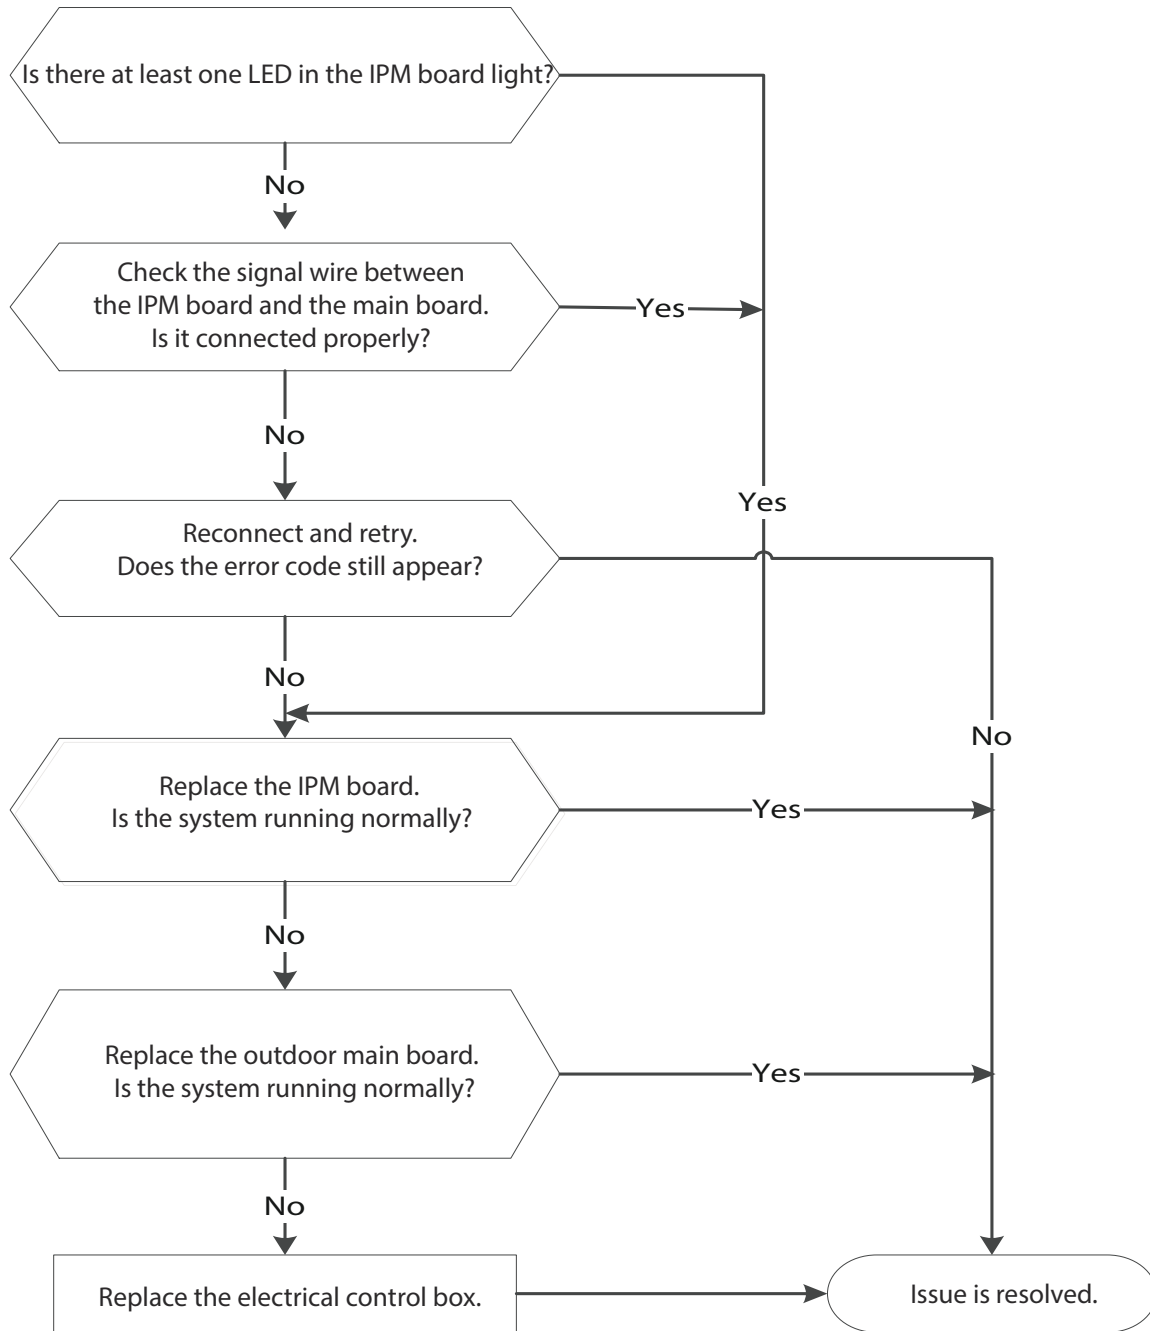 Is there at least one LED in the IPM board light?
No
Check the signal wire between
the IPM board and the main board.
Is it connected properly?
Yes
No
Yes
Reconnect and retry.
Does the error code still appear?
No
No
Replace the IPM board.
Is the system running normally?
Yes
No
Replace the outdoor main board.
Is the system running normally?
Yes
No
Replace the electrical control box.
Issue is resolved.